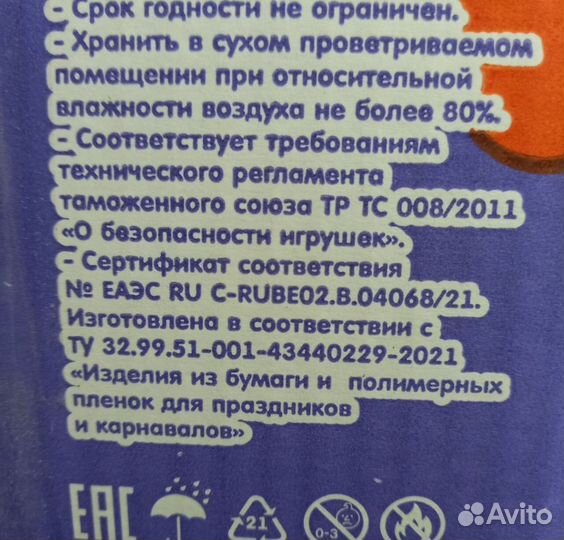 - Срок годности не ограничен.
- Хранить в сухом проветриваемом
помещении при относительной
влажности воздуха не более 80%.
- Соответствует требованиям
технического регламента
таможенного союза ТР ТС 008/2011
«О безопасности игрушек».
- Сертификат соответствия
№ ЕАЭС RU C-RUBE02.B.04068/21.
Изготовлена в соответствии с
ТУ 32.99.51-001-43440229-2021
«Изделия из бумаги и полимерных
пленок для праздников
и карнавалов»
EAC
21
0-3
Avito